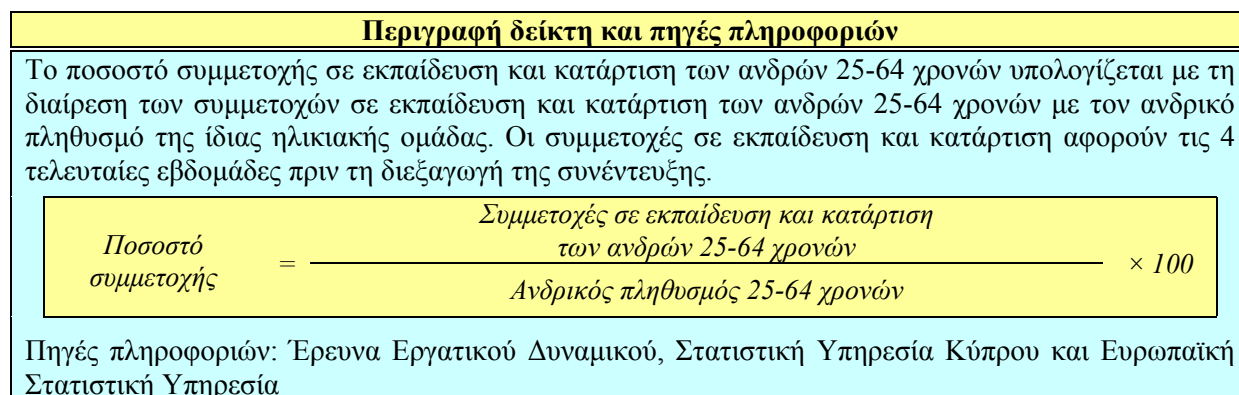 Περιγραφή δείκτη και πηγές πληροφοριών
Το ποσοστό συμμετοχής σε εκπαίδευση και κατάρτιση των ανδρών 25-64 χρονών υπολογίζεται με τη
διαίρεση των συμμετοχών σε εκπαίδευση και κατάρτιση των ανδρών 25-64 χρονών με τον ανδρικό
πληθυσμό της ίδιας ηλικιακής ομάδας. Οι συμμετοχές σε εκπαίδευση και κατάρτιση αφορούν τις 4
τελευταίες εβδομάδες πριν τη διεξαγωγή της συνέντευξης.
Ποσοστό
συμμετοχής
=
Συμμετοχές σε εκπαίδευση και κατάρτιση
των ανδρών 25-64 χρονών
Ανδρικός πληθυσμός 25-64 χρονών
× 100
Πηγές πληροφοριών: Έρευνα Εργατικού Δυναμικού, Στατιστική Υπηρεσία Κύπρου και Ευρωπαϊκή
Στατιστική Υπηρεσία